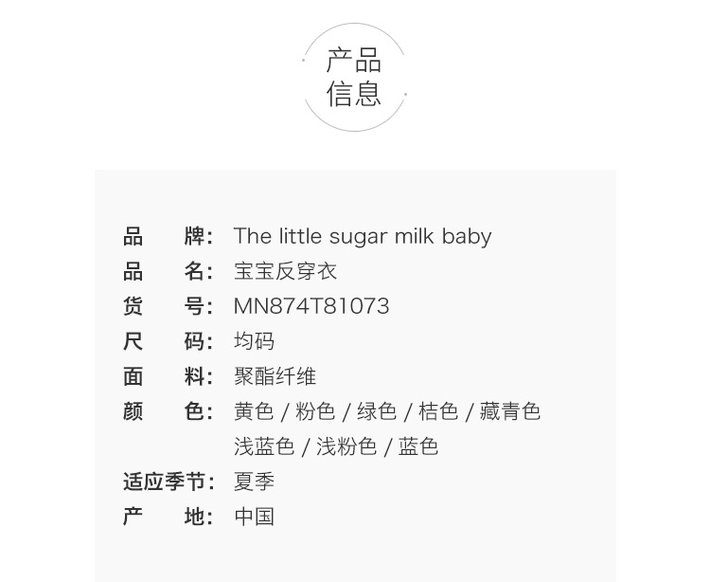 产品
信息
品 牌： The little sugar milk baby
品 名： 宝宝反穿衣
货 号： MN874T81073
尺 码： 均码
面 料： 聚酯纤维
颜 色： 黄色 / 粉色 / 绿色 / 桔色 / 藏青色
浅蓝色 / 浅粉色 / 蓝色
适应季节： 夏季
产 地： 中国